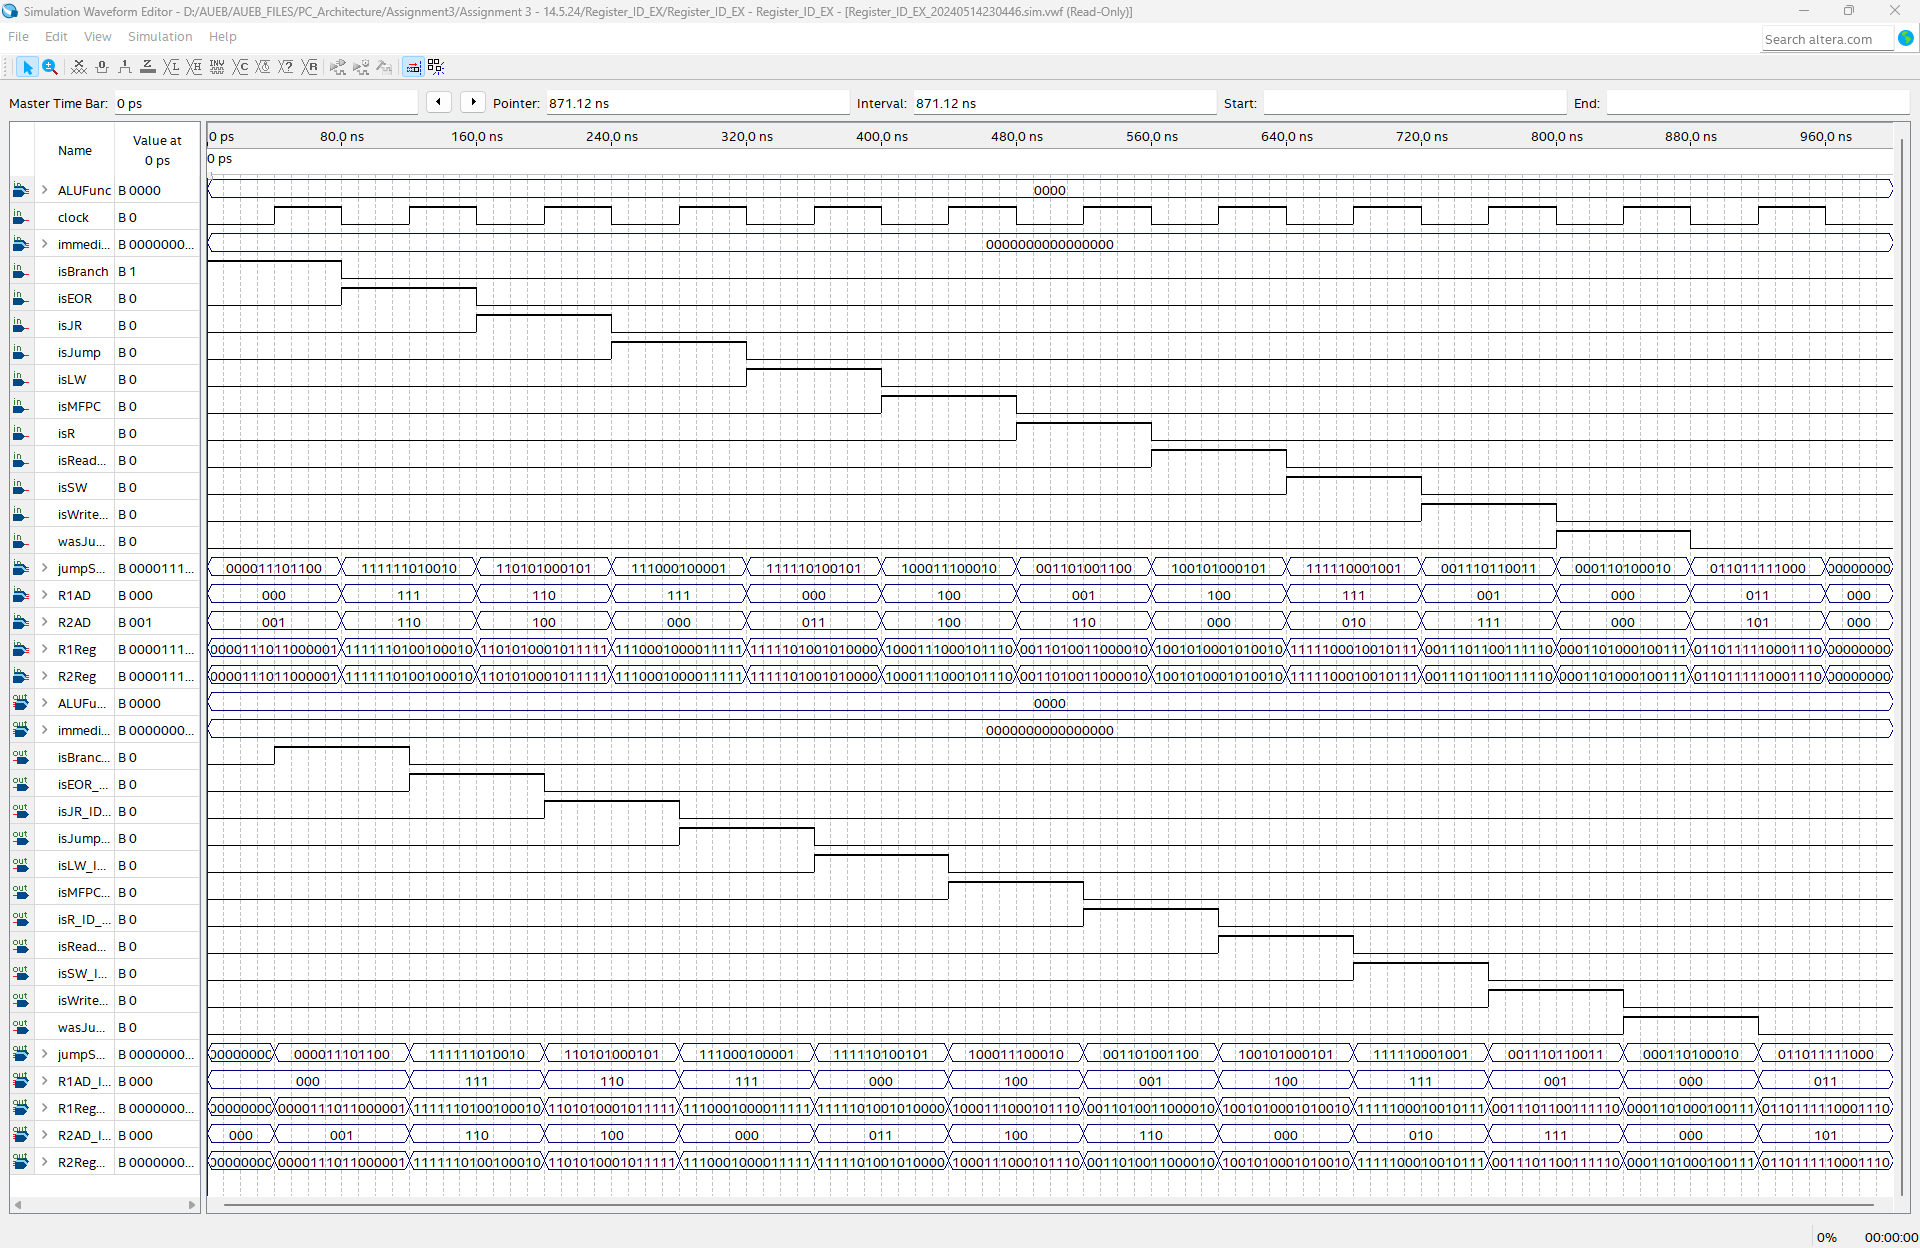 Simulation Waveform Editor - D:/AUEB/AUEB_FILES/PC_Architecture/Assignment3/Assignment 3 - 14.5.24/Register_ID_EX/Register_ID_EX - Register_ID_EX - [Register_ID_EX_20240514230446.sim.vwf (Read-Only)]
File Edit View Simulation Help
Search altera.com
Master Time Bar: 0 ps Pointer: 871.12 ns Interval: 871.12 ns Start: End:
Name Value at 0 ps
0 ps 80.0 ns 160.0 ns 240.0 ns 320.0 ns 400.0 ns 480.0 ns 560.0 ns 640.0 ns 720.0 ns 800.0 ns 880.0 ns 960.0 ns
0 ps
ALUFunc B 0000 0000
clock B 0
immedi... B 0000000... 0000000000000000
isBranch B 1
isEOR B 0
isJR B 0
isJump B 0
isLW B 0
isMFPC B 0
isR B 0
isRead... B 0
isSW B 0
isWrite... B 0
wasJu... B 0
jumpS... B 0000111... 000011101100 111111010010 110101000101 111000100001 111110100101 100011100010 001101001100 100101000101 111110001001 001110110011 000110100010 011011111000 00000000
R1AD B 000 000 111 110 111 000 100 001 100 111 001 000 011 000
R2AD B 001 001 110 100 000 011 100 110 000 010 111 000 101 000
R1Reg B 0000111... 0000111011000001 1111110100100010 1101010001011111 1110001000011111 1111101001010000 1000111000101110 0011010011000010 1001010001010010 1111100010010111 0011101100111110 0001101000100111 0110111110001110 00000000
R2Reg B 0000111... 0000111011000001 1111110100100010 1101010001011111 1110001000011111 1111101001010000 1000111000101110 0011010011000010 1001010001010010 1111100010010111 0011101100111110 0001101000100111 0110111110001110 00000000
ALUFu... B 0000 0000
immedi... B 0000000... 0000000000000000
isBranc... B 0
isEOR_... B 0
isJR_ID... B 0
isJump... B 0
isLW_I... B 0
isMFPC... B 0
isR_ID_... B 0
isRead... B 0
isSW_I... B 0
isWrite... B 0
wasJu... B 0
jumpS... B 0000000... 00000000 000011101100 111111010010 110101000101 111000100001 111110100101 100011100010 001101001100 100101000101 111110001001 001110110011 000110100010 011011111000
R1AD_I... B 000 000 111 110 111 000 100 001 100 111 001 000 011
R1Reg... B 0000000... 00000000 0000111011000001 1111110100100010 1101010001011111 1110001000011111 1111101001010000 1000111000101110 0011010011000010 1001010001010010 1111100010010111 0011101100111110 0001101000100111 0110111110001110
R2AD_I... B 000 000 001 110 100 000 011 100 110 000 010 111 000 101
R2Reg... B 0000000... 00000000 0000111011000001 1111110100100010 1101010001011111 1110001000011111 1111101001010000 1000111000101110 0011010011000010 1001010001010010 1111100010010111 0011101100111110 0001101000100111 0110111110001110
0% 00:00:00